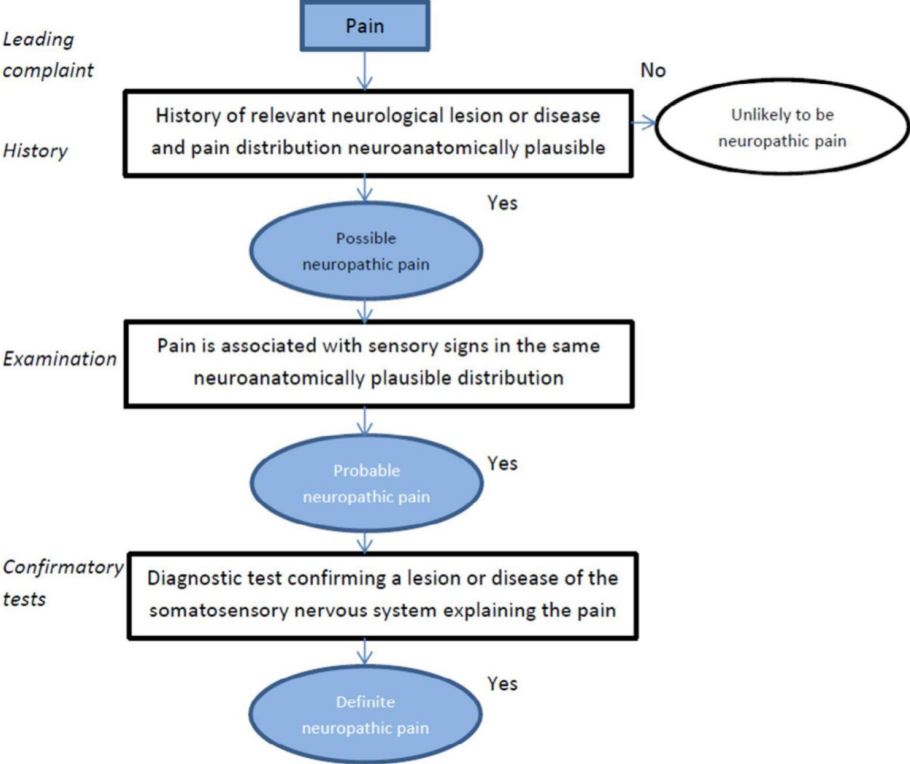 Leading
complaint
Pain
No
History
History of relevant neurological lesion or disease
and pain distribution neuroanatomically plausible
Unlikely to be
neuropathic pain
Yes
Possible
neuropathic pain
Examination
Pain is associated with sensory signs in the same
neuroanatomically plausible distribution
Yes
Probable
neuropathic pain
Confirmatory
tests
Diagnostic test confirming a lesion or disease of the
somatosensory nervous system explaining the pain
Yes
Definite
neuropathic pain